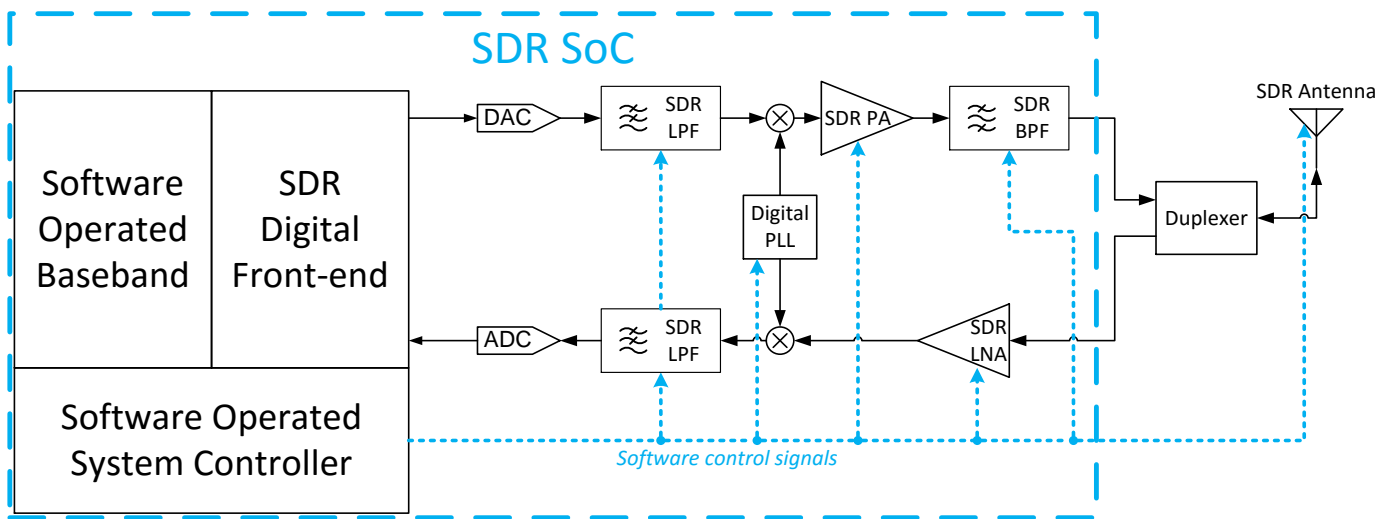 SDR SoC
SDR Antenna
DAC
SDR
LPF
SDR PA
SDR
BPF
Software
Operated
Baseband
SDR
Digital
Front-end
Digital
PLL
Duplexer
ADC
SDR
LPF
SDR
LNA
Software Operated
System Controller
Software control signals